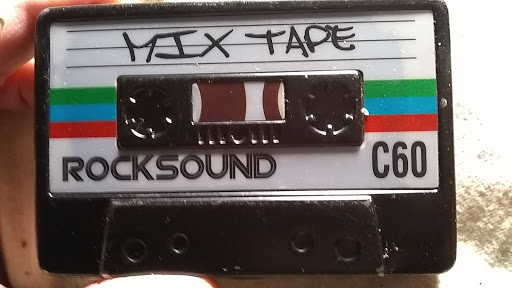 MIX TAPE
ROCKSOUND C60